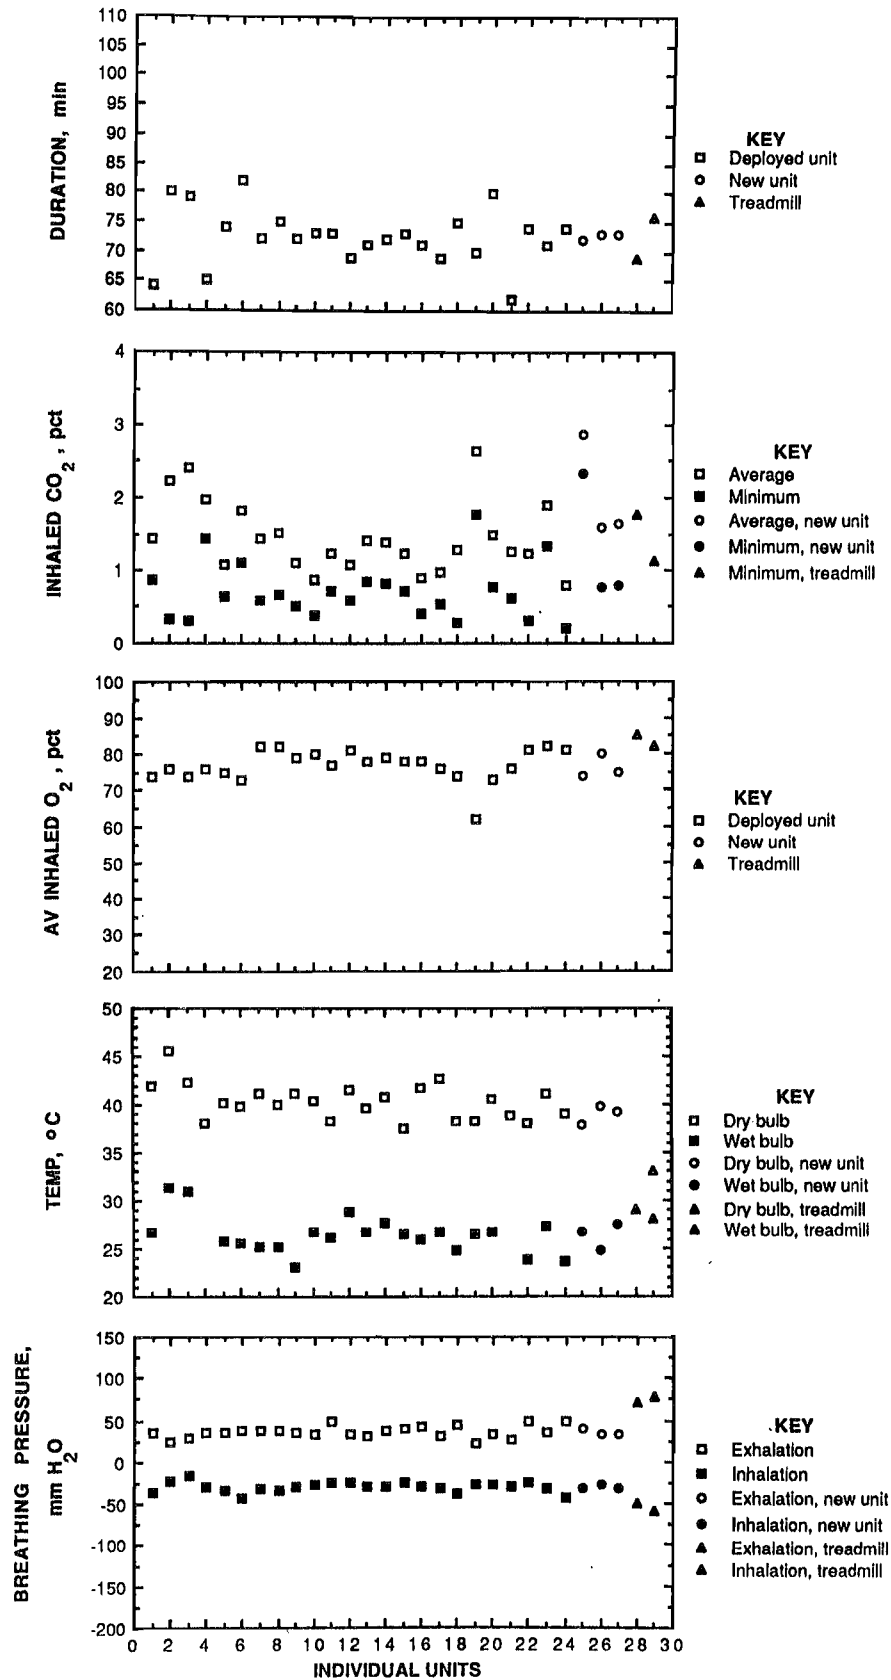 110
105
100
95
90
85
80
75
70
65
60
DURATION, min
KEY
Deployed unit
New unit
Treadmill
4
3
2
1
0
INHALED CO2, pct
KEY
Average
Minimum
Average, new unit
Minimum, new unit
Minimum, treadmill
100
90
80
70
60
50
40
30
20
AV INHALED O2, pct
KEY
Deployed unit
New unit
Treadmill
50
45
40
35
30
25
20
TEMP, °C
KEY
Dry bulb
Wet bulb
Dry bulb, new unit
Wet bulb, new unit
Dry bulb, treadmill
Wet bulb, treadmill
150
100
50
0
-50
-100
-150
-200
BREATHING PRESSURE,
mm H2O
KEY
Exhalation
Inhalation
Exhalation, new unit
Inhalation, new unit
Exhalation, treadmill
Inhalation, treadmill
0 2 4 6 8 10 12 14 16 18 20 22 24 26 28 30
INDIVIDUAL UNITS